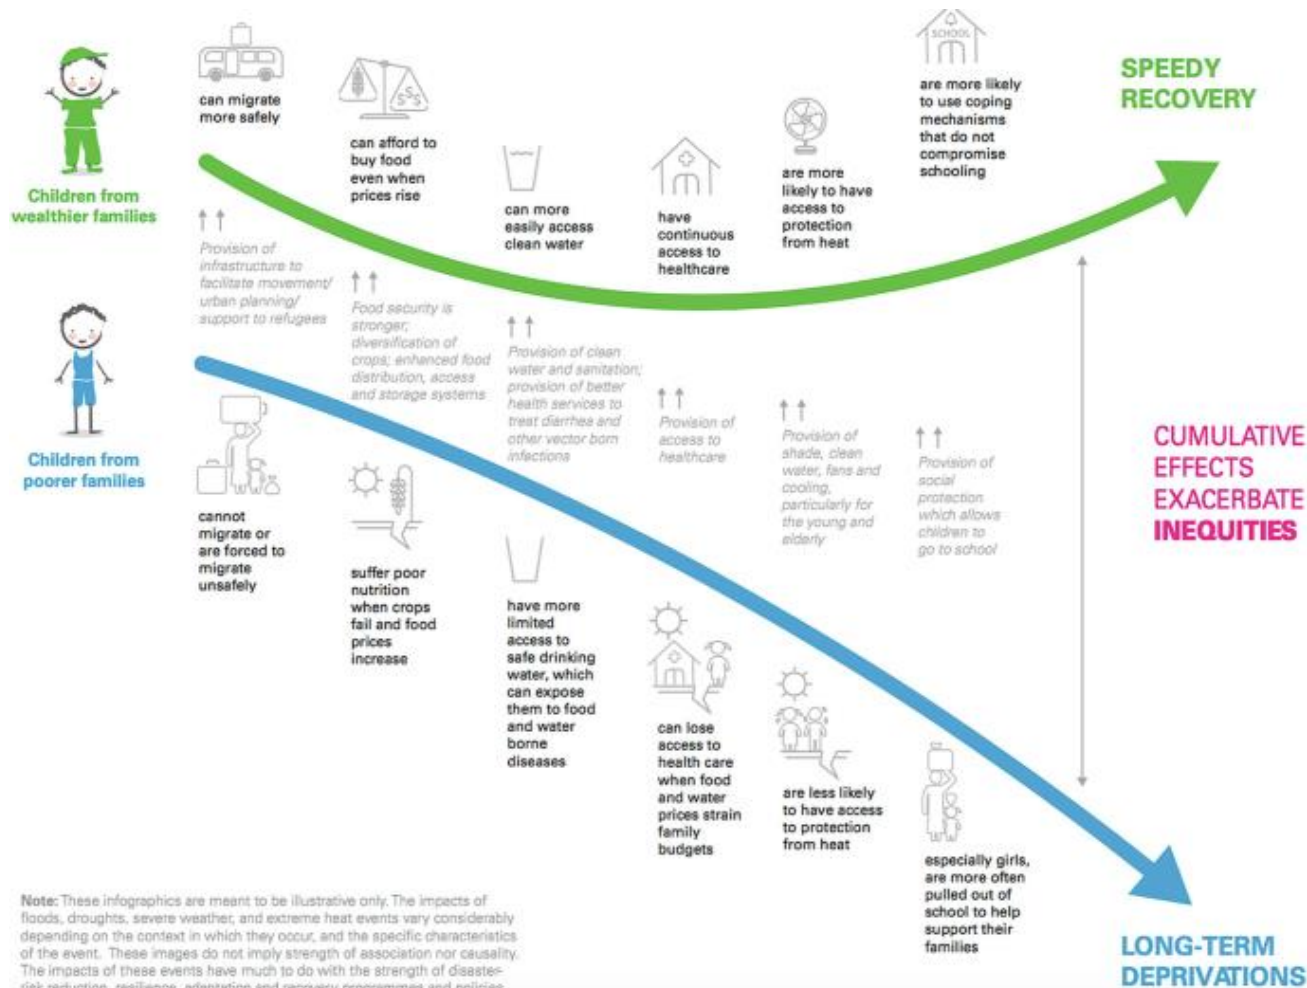 SCHOOL
SPEEDY
RECOVERY
Children from
wealthier families
can migrate
more safely
can afford to
buy food
even when
prices rise
$$$
can more
easily access
clean water
have
continuous
access to
healthcare
are more
likely to have
access to
protection
from heat
are more likely
to use coping
mechanisms
that do not
compromise
schooling
Provision of
infrastructure to
facilitate movement/
urban planning/
support to refugees
Food security is
stronger;
diversification of
crops; enhanced food
distribution, access
and storage systems
Provision of clean
water and sanitation;
provision of better
health services to
treat diarrhea and
other vector born
infections
Provision of
access to
healthcare
Provision of
shade, clean
water, fans and
cooling,
particularly for
the young and
elderly
Provision of
social
protection
which allows
children to
go to school
CUMULATIVE
EFFECTS
EXACERBATE
INEQUITIES
Children from
poorer families
cannot
migrate or
are forced to
migrate
unsafely
suffer poor
nutrition
when crops
fail and food
prices
increase
have more
limited
access to
safe drinking
water, which
can expose
them to food
and water
borne
diseases
can lose
access to
health care
when food
and water
prices strain
family
budgets
are less likely
to have access
to protection
from heat
especially girls,
are more often
pulled out of
school to help
support their
families
LONG-TERM
DEPRIVATIONS
Note: These infographics are meant to be illustrative only. The impacts of
floods, droughts, severe weather, and extreme heat events vary considerably
depending on the context in which they occur, and the specific characteristics
of the event. These images do not imply strength of association nor causality.
The impacts of these events have much to do with the strength of disaster-
risk reduction, resilience, adaptation and recovery programmes and policies